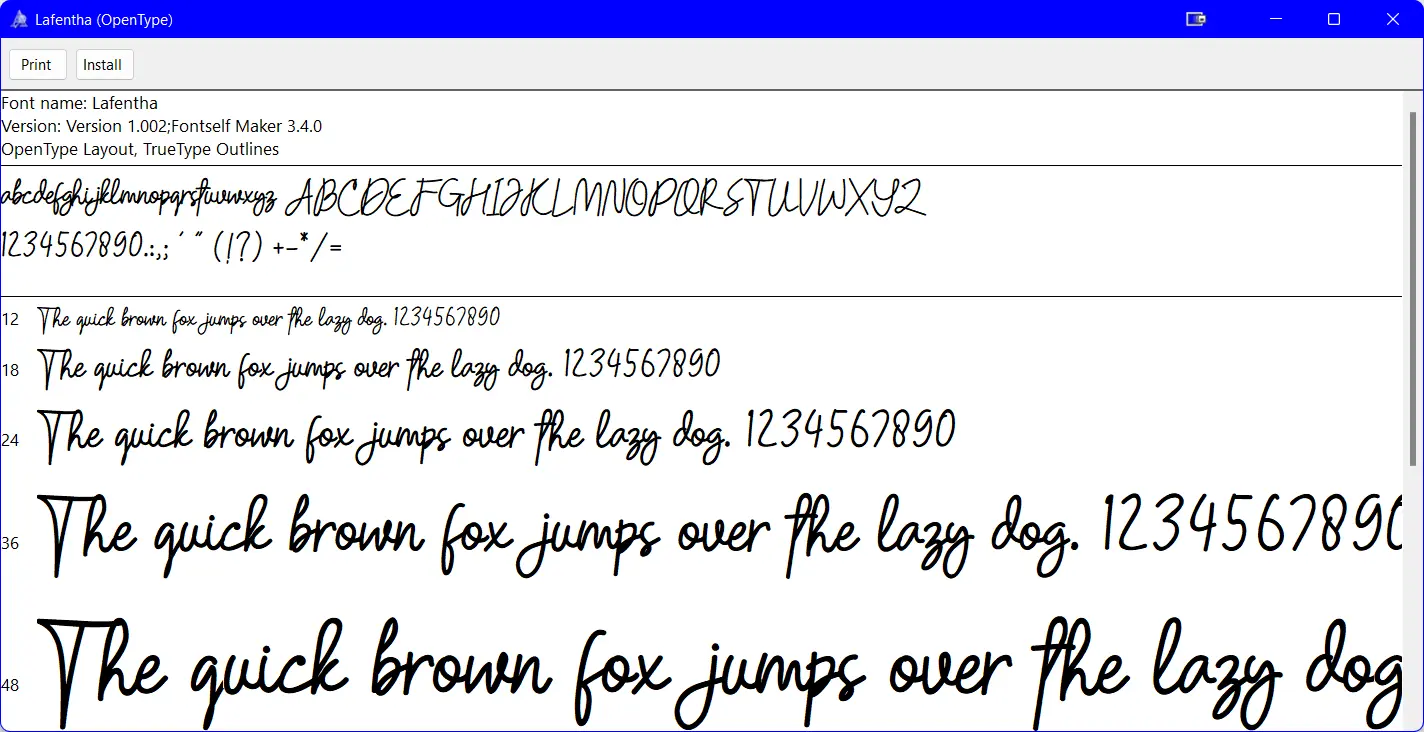 Lafentha (OpenType)
Print Install
Font name: Lafentha
Version: Version 1.002;Fontself Maker 3.4.0
OpenType Layout, TrueType Outlines
abcdefghijklmnopqrstuvwxyz ABCDEFGHIJKLMNOPQRSTUVWXYZ
1234567890.:,; ' " (!?) +-*/=
12 The quick brown fox jumps over the lazy dog. 1234567890
18 The quick brown fox jumps over the lazy dog. 1234567890
24 The quick brown fox jumps over the lazy dog. 1234567890
36 The quick brown fox jumps over the lazy dog. 1234567890
48 The quick brown fox jumps over the lazy dog